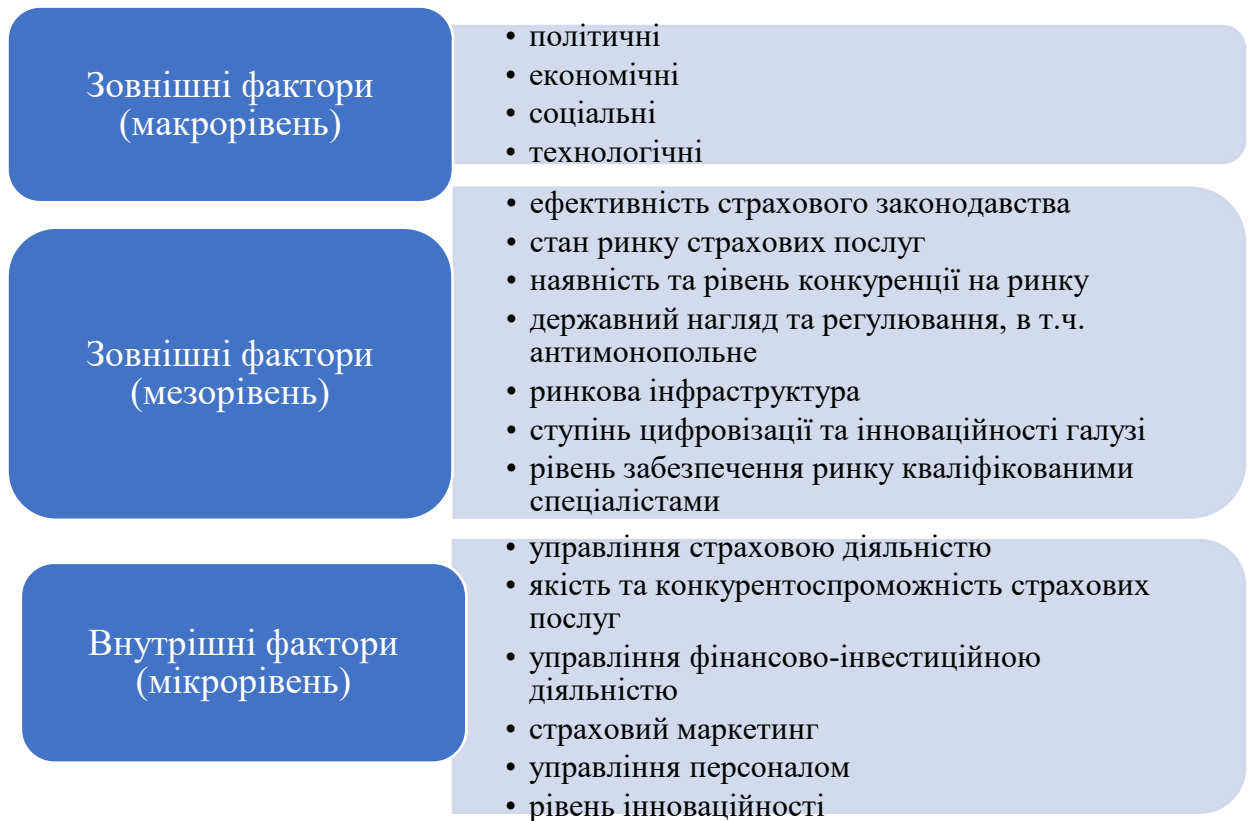 Зовнішні фактори
(макрорівень)
• політичні
• економічні
• соціальні
• технологічні
Зовнішні фактори
(мезорівень)
• ефективність страхового законодавства
• стан ринку страхових послуг
• наявність та рівень конкуренції на ринку
• державний нагляд та регулювання, в т.ч.
антимонопольне
• ринкова інфраструктура
• ступінь цифровізації та інноваційності галузі
• рівень забезпечення ринку кваліфікованими
спеціалістами
Внутрішні фактори
(мікрорівень)
• управління страховою діяльністю
• якість та конкурентоспроможність страхових
послуг
• управління фінансово-інвестиційною
діяльністю
• страховий маркетинг
• управління персоналом
• рівень інноваційності